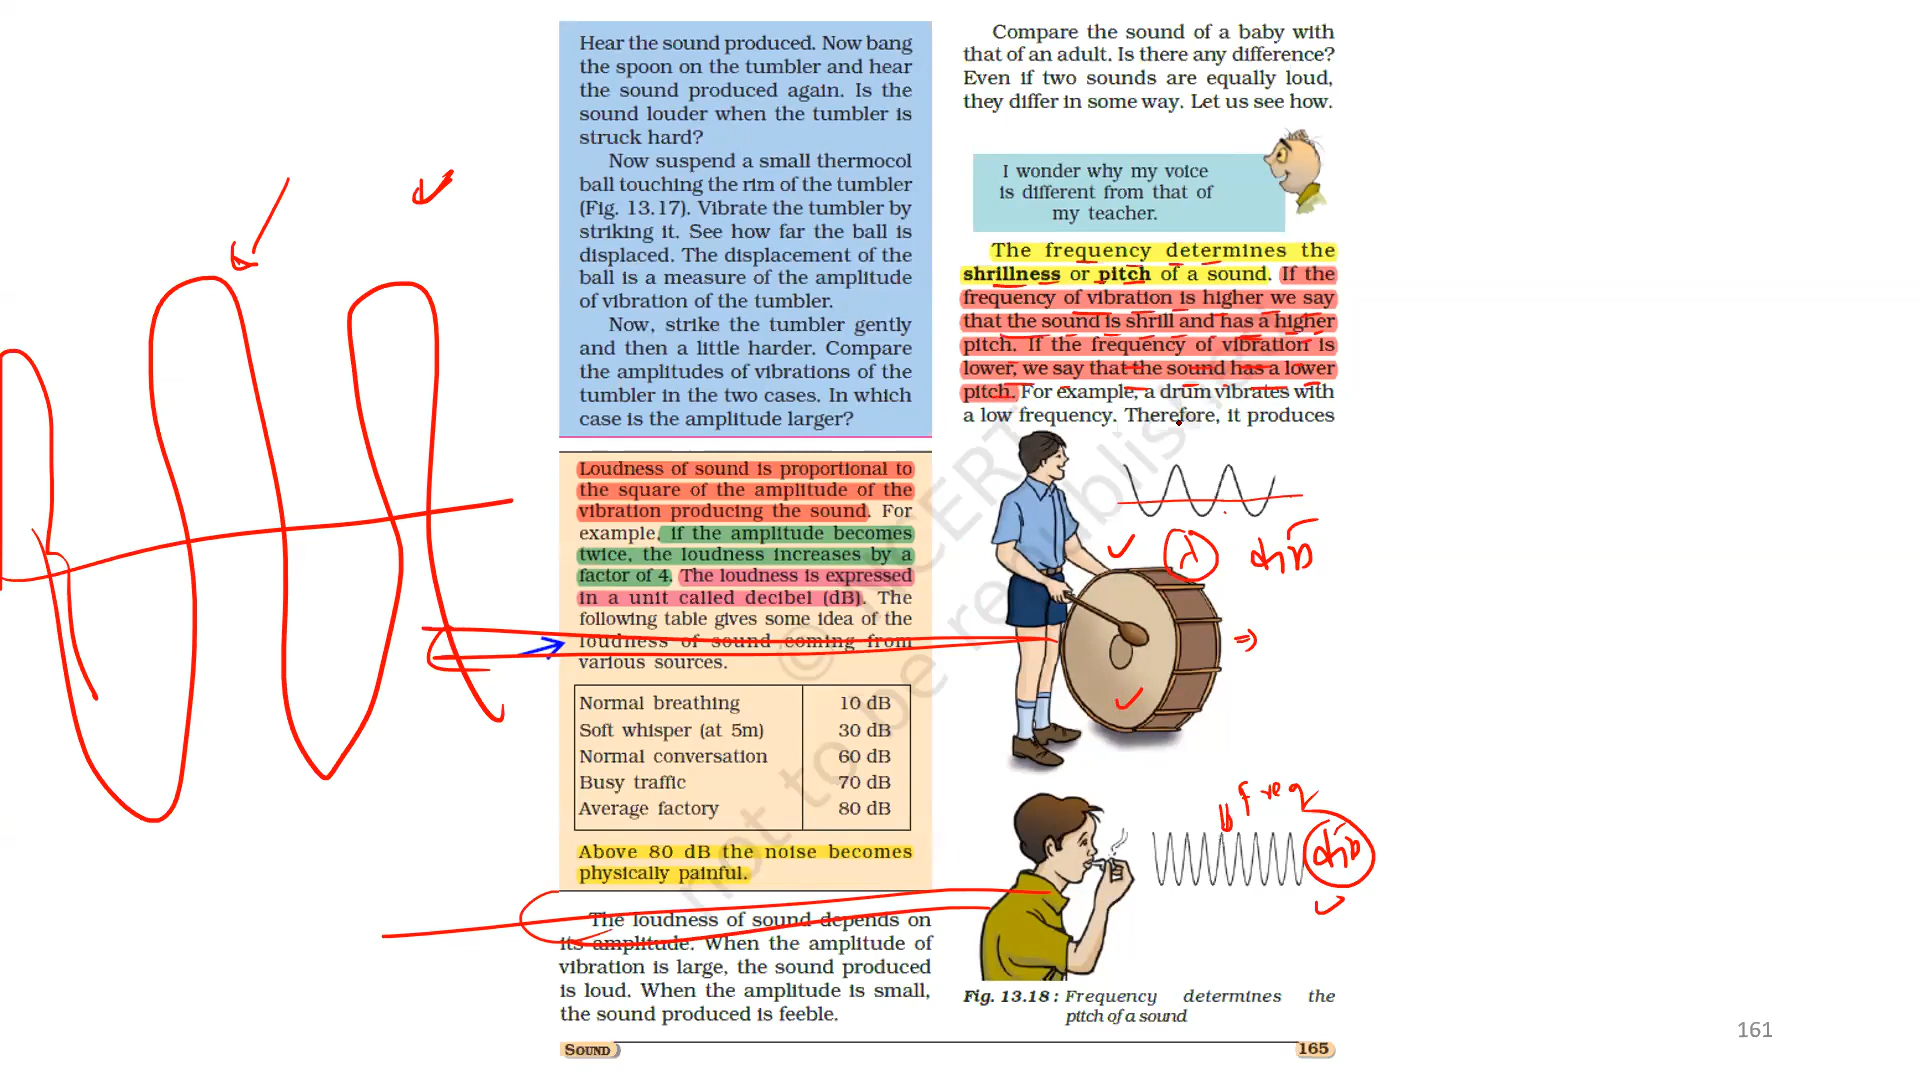 Hear the sound produced. Now bang
the spoon on the tumbler and hear
the sound produced again. Is the
sound louder when the tumbler is
struck hard?
Now suspend a small thermocol
ball touching the rim of the tumbler
(Fig. 13.17). Vibrate the tumbler by
striking it. See how far the ball is
displaced. The displacement of the
ball is a measure of the amplitude
of vibration of the tumbler.
Now, strike the tumbler gently
and then a little harder. Compare
the amplitudes of vibrations of the
tumbler in the two cases. In which
case is the amplitude larger?
Loudness of sound is proportional to
the square of the amplitude of the
vibration producing the sound. For
example, if the amplitude becomes
twice, the loudness increases by a
factor of 4. The loudness is expressed
in a unit called decibel (dB). The
following table gives some idea of the
loudness of sound coming from
various sources.
Normal breathing 10 dB
Soft whisper (at 5m) 30 dB
Normal conversation 60 dB
Busy traffic 70 dB
Average factory 80 dB
Above 80 dB the noise becomes
physically painful.
The loudness of sound depends on
its amplitude. When the amplitude of
vibration is large, the sound produced
is loud. When the amplitude is small,
the sound produced is feeble.
Compare the sound of a baby with
that of an adult. Is there any difference?
Even if two sounds are equally loud,
they differ in some way. Let us see how.
I wonder why my voice
is different from that of
my teacher.
The frequency determines the
shrillness or pitch of a sound. If the
frequency of vibration is higher we say
that the sound is shrill and has a higher
pitch. If the frequency of vibration is
lower, we say that the sound has a lower
pitch. For example, a drum vibrates with
a low frequency. Therefore, it produces
λ
freq
Fig. 13.18 : Frequency determines the
pitch of a sound
SOUND
165
161
© NCERT
not to be republished